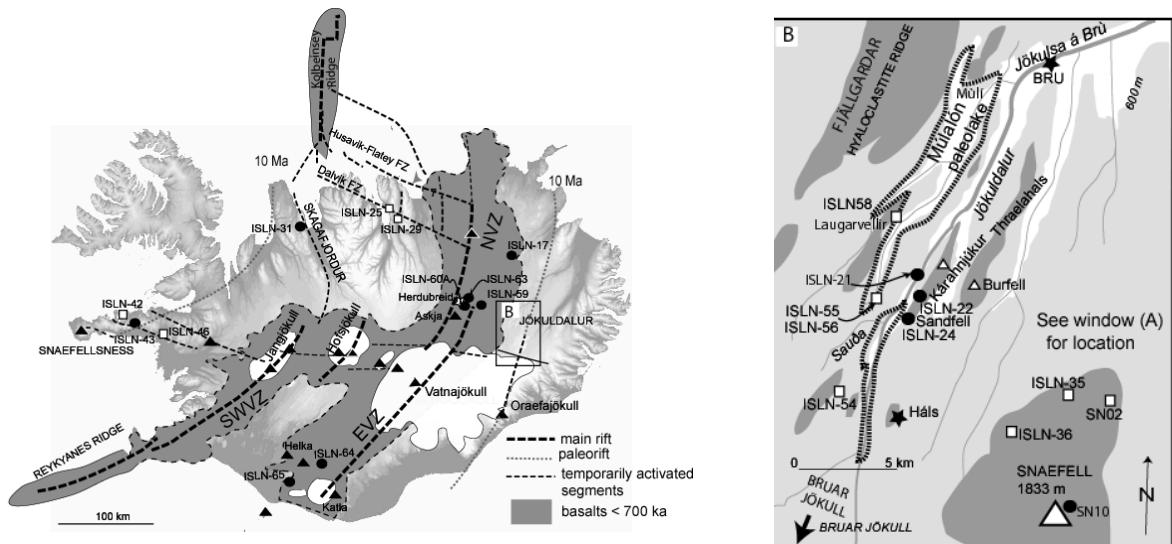 Kolbeinsey
Ridge
Husavik-Flatey FZ
10 Ma
Dalvik FZ
10 Ma
ISLN-25
ISLN-29
ISLN-31
SKAGAFJORDUR
NVZ
ISLN-17
ISLN-60A
ISLN-63
Herdubreid
ISLN-59
Askja
B
JÖKULDALUR
ISLN-42
ISLN-43
ISLN-46
SNAEFELLSNESS
Langjökull
Hofsjökull
Vatnajökull
Oraefajökull
SWVZ
EVZ
REYKYANES RIDGE
Helka
ISLN-64
ISLN-65
Katla
main rift
paleorift
temporarily activated
segments
basalts < 700 ka
100 km
B
Jökulsa á Brù
BRU
FJÄLLGARDAR
HYALOCLASTITE RIDGE
Mùlì
Mùlalón
paleolake
600 m
Jökuldalur
Thraelahals
ISLN58
Laugarvellir
ISLN-21
Kárahnjúkur
Burfell
ISLN-55
ISLN-56
ISLN-22
Sandfell
ISLN-24
Sauda
See window (A)
for location
ISLN-54
Háls
ISLN-35
SN02
ISLN-36
0
5 km
SNAEFELL
1833 m
SN10
BRUAR
JÖKULL
BRUAR JÖKULL
N